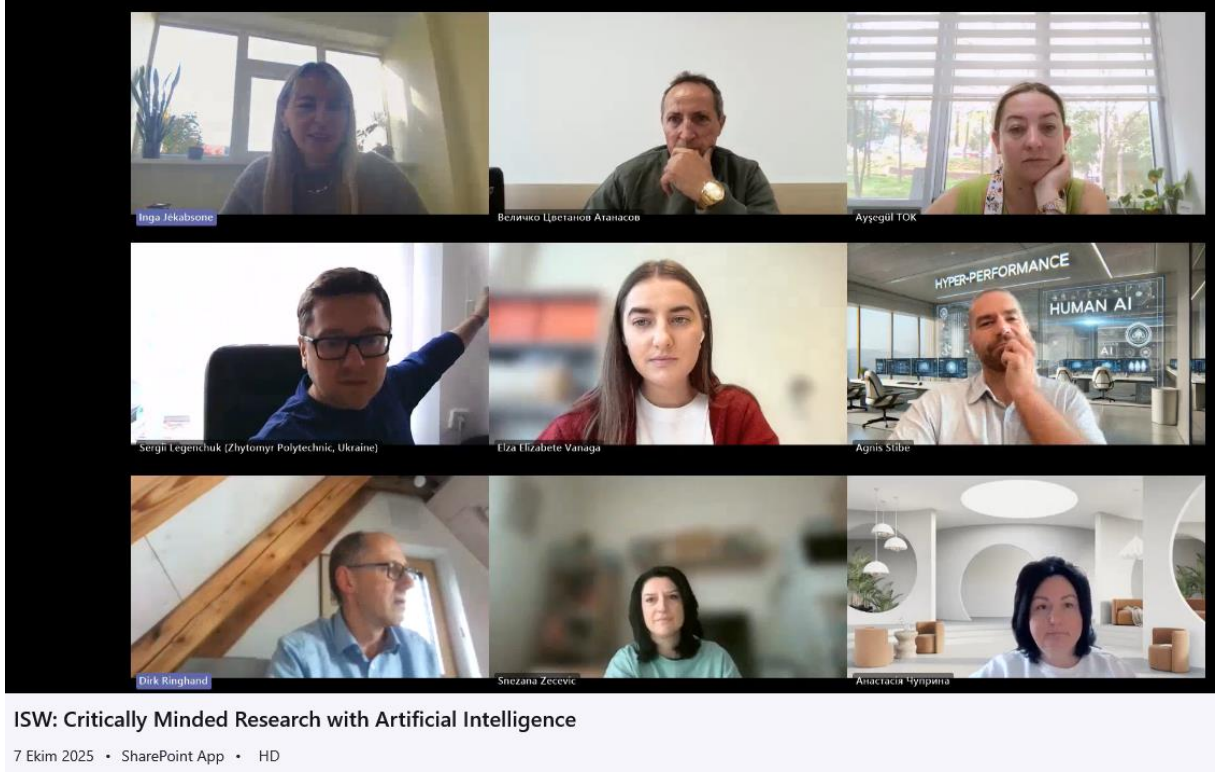 Inga Jēkabsone
Величко Цветанов Атанасов
Ayşegül TOK
HYPER-PERFORMANCE
HUMAN AI
AI
Sergii Legenchuk (Zhytomyr Polytechnic, Ukraine)
Elza Elizabete Vanaga
Agnis Stibe
Dirk Ringhand
Snezana Zecevic
Анастасія Чуприна
ISW: Critically Minded Research with Artificial Intelligence
7 Ekim 2025 • SharePoint App • HD